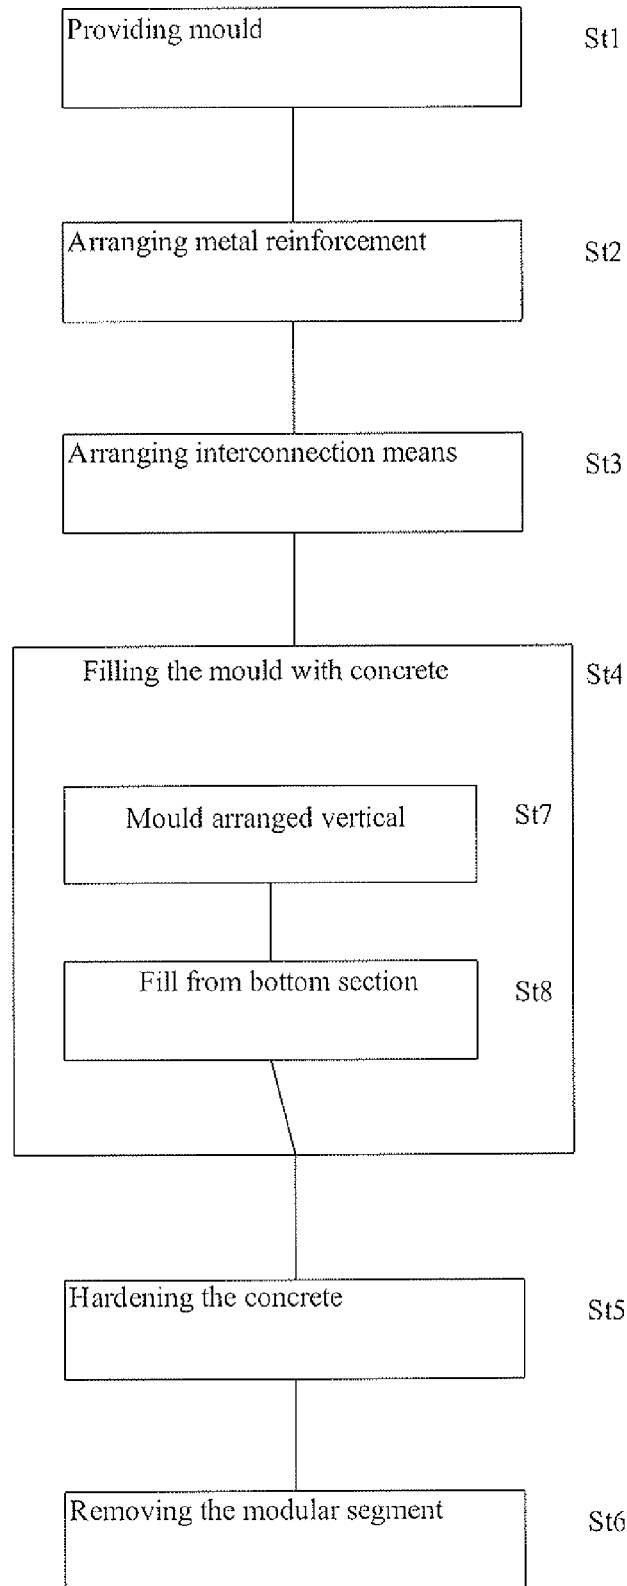 Providing mould St1
Arranging metal reinforcement St2
Arranging interconnection means St3
Filling the mould with concrete St4
Mould arranged vertical St7
Fill from bottom section St8
Hardening the concrete St5
Removing the modular segment St6